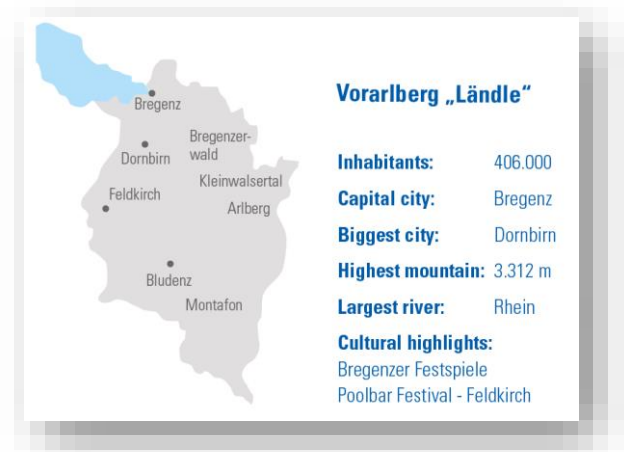 Bregenz
Bregenzer-
wald
Dornbirn
Kleinwalsertal
Feldkirch
Arlberg
Bludenz
Montafon
Vorarlberg „Ländle“
Inhabitants: 406.000
Capital city: Bregenz
Biggest city: Dornbirn
Highest mountain: 3.312 m
Largest river: Rhein
Cultural highlights:
Bregenzer Festspiele
Poolbar Festival - Feldkirch